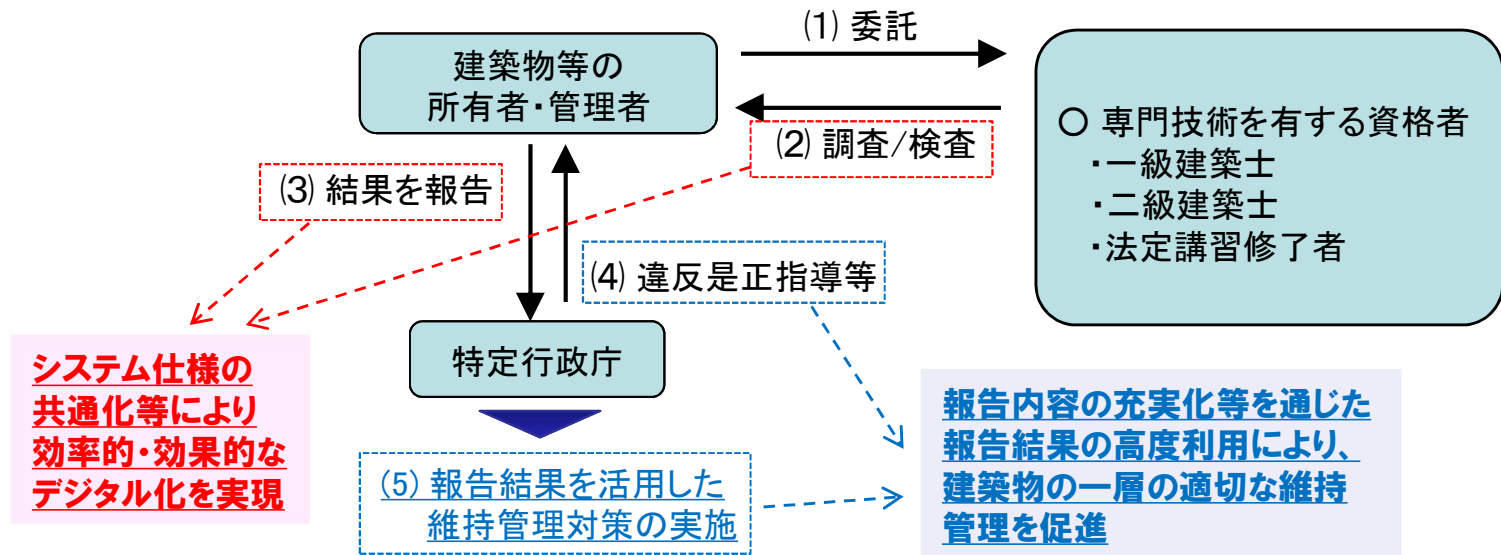 (1) 委託
建築物等の
所有者・管理者
〇 専門技術を有する資格者
・一級建築士
・二級建築士
・法定講習修了者
(2) 調査/検査
(3) 結果を報告
(4) 違反是正指導等
特定行政庁
システム仕様の
共通化等により
効率的・効果的な
デジタル化を実現
(5) 報告結果を活用した
維持管理対策の実施
報告内容の充実化等を通じた
報告結果の高度利用により、
建築物の一層の適切な維持
管理を促進